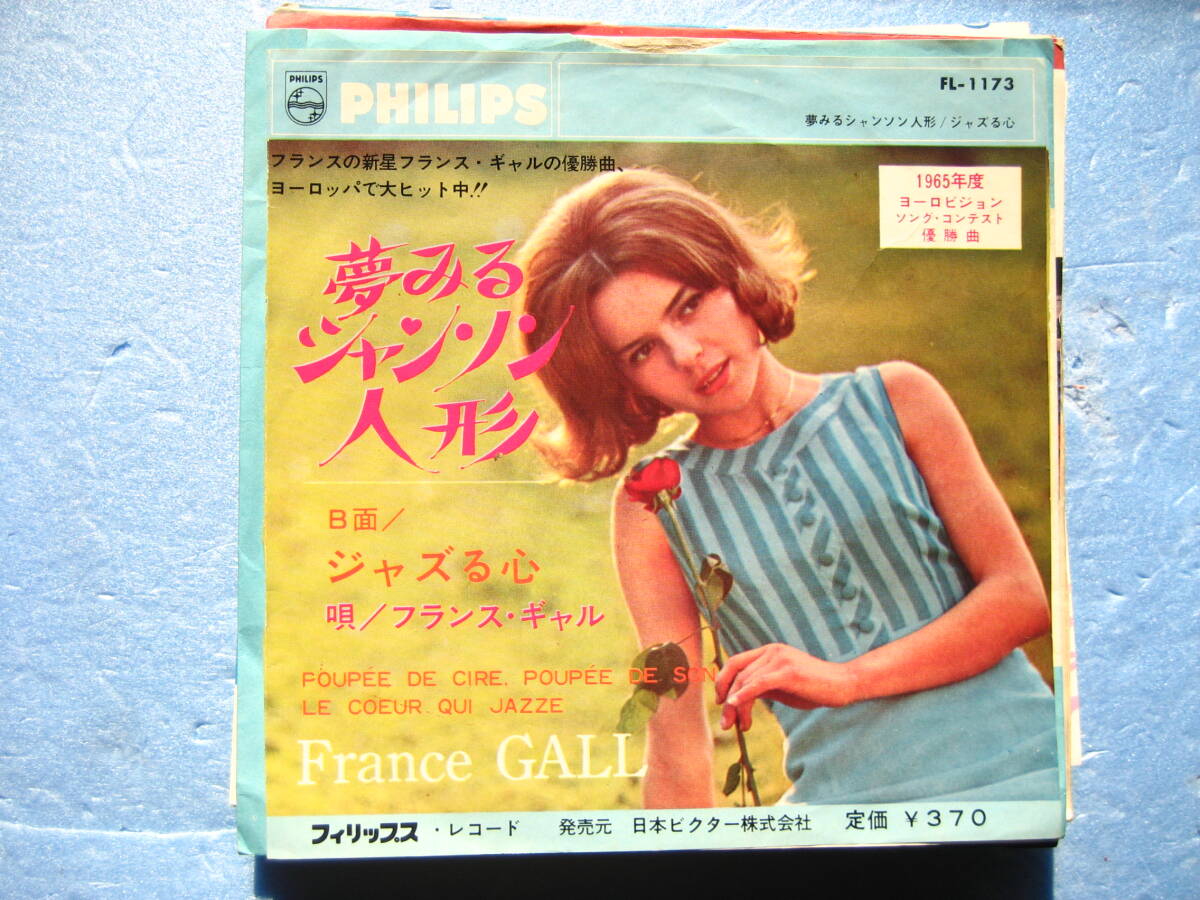 PHILIPS
PHILIPS
FL-1173
夢みるシャンソン人形/ジャズる心
フランスの新星フランス・ギャルの優勝曲、
ヨーロッパで大ヒット中!!
1965年度
ヨーロビジョン
ソング・コンテスト
優勝曲
夢みる
シャンソン
人形
B面/
ジャズる心
唄/フランス・ギャル
POUPÉE DE CIRE, POUPÉE DE SON
LE COEUR QUI JAZZE
France GALL
フィリップス・レコード 発売元 日本ビクター株式会社 定価 ¥370